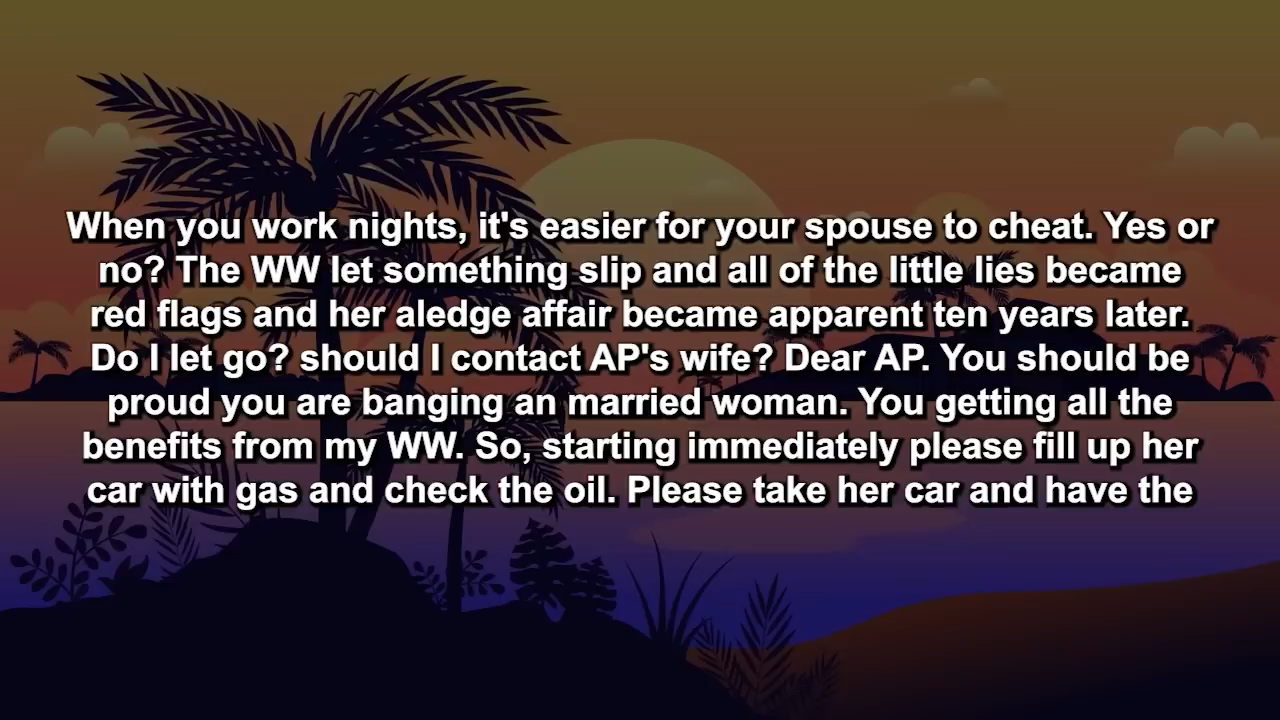 When you work nights, it's easier for your spouse to cheat. Yes or
no? The WW let something slip and all of the little lies became
red flags and her aledge affair became apparent ten years later.
Do I let go? should I contact AP's wife? Dear AP. You should be
proud you are banging an married woman. You getting all the
benefits from my WW. So, starting immediately please fill up her
car with gas and check the oil. Please take her car and have the